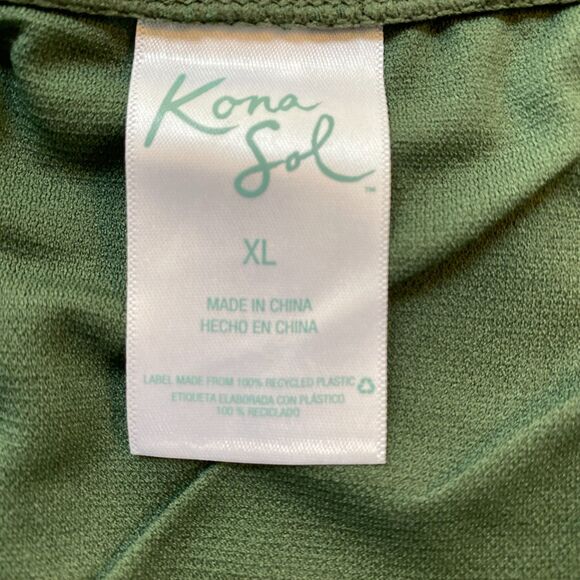 Kona
Sol™
XL
MADE IN CHINA
HECHO EN CHINA
LABEL MADE FROM 100% RECYCLED PLASTIC
ETIQUETA ELABORADA CON PLÁSTICO
100 % RECICLADO